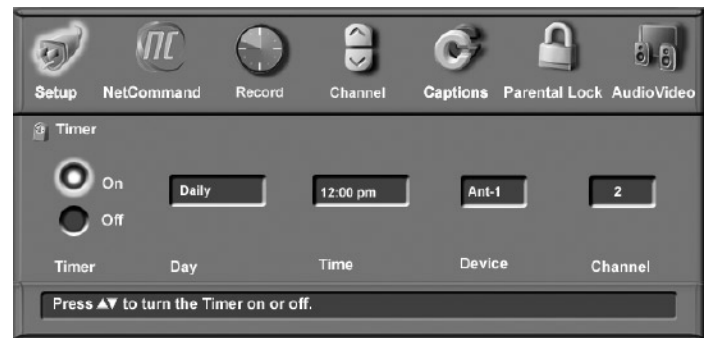 NC
Setup NetCommand Record Channel Captions Parental Lock AudioVideo
Timer
On Daily 12:00 pm Ant-1 2
Off
Timer Day Time Device Channel
Press ▲▼ to turn the Timer on or off.